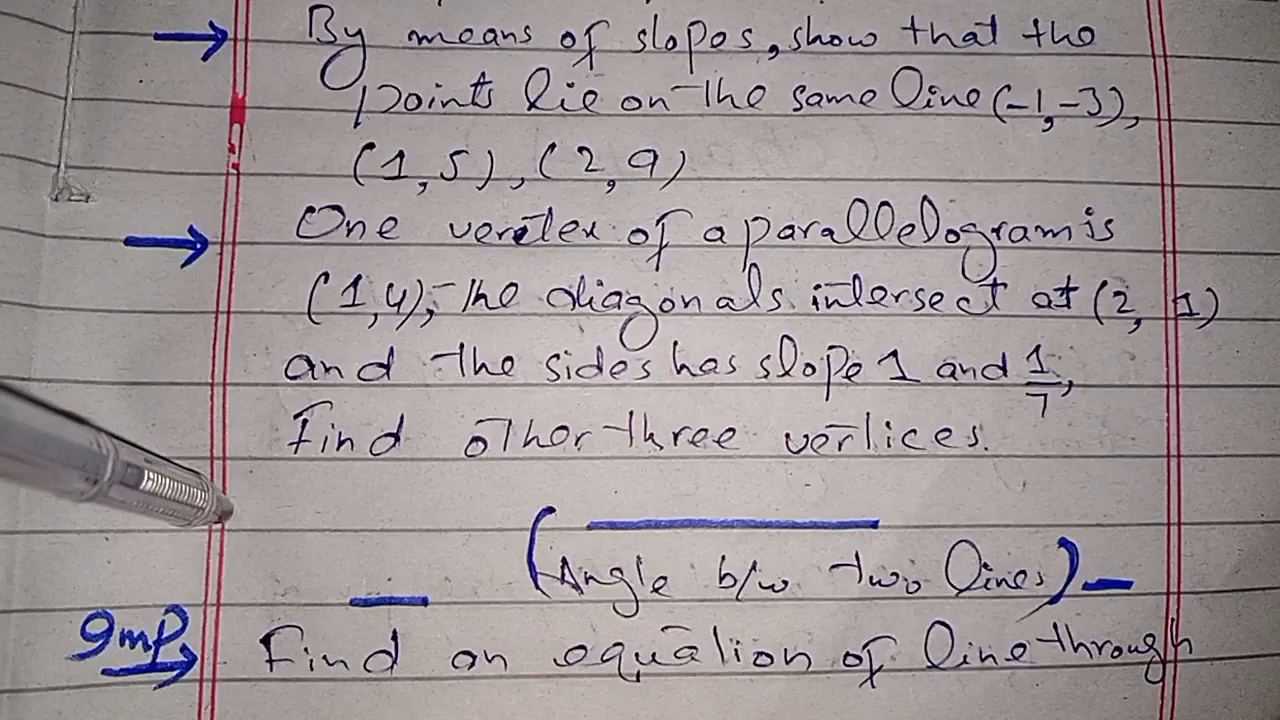 By means of slopes, show that the
points lie on the same line (-1,-3),
(1,5), (2,9)
One vertex of a parallelogram is
(1,4), the diagonals intersect at (2, 1)
and the sides has slope 1 and 1/7,
Find other three vertices.
(Angle b/w two lines)
Imp Find an equation of line through